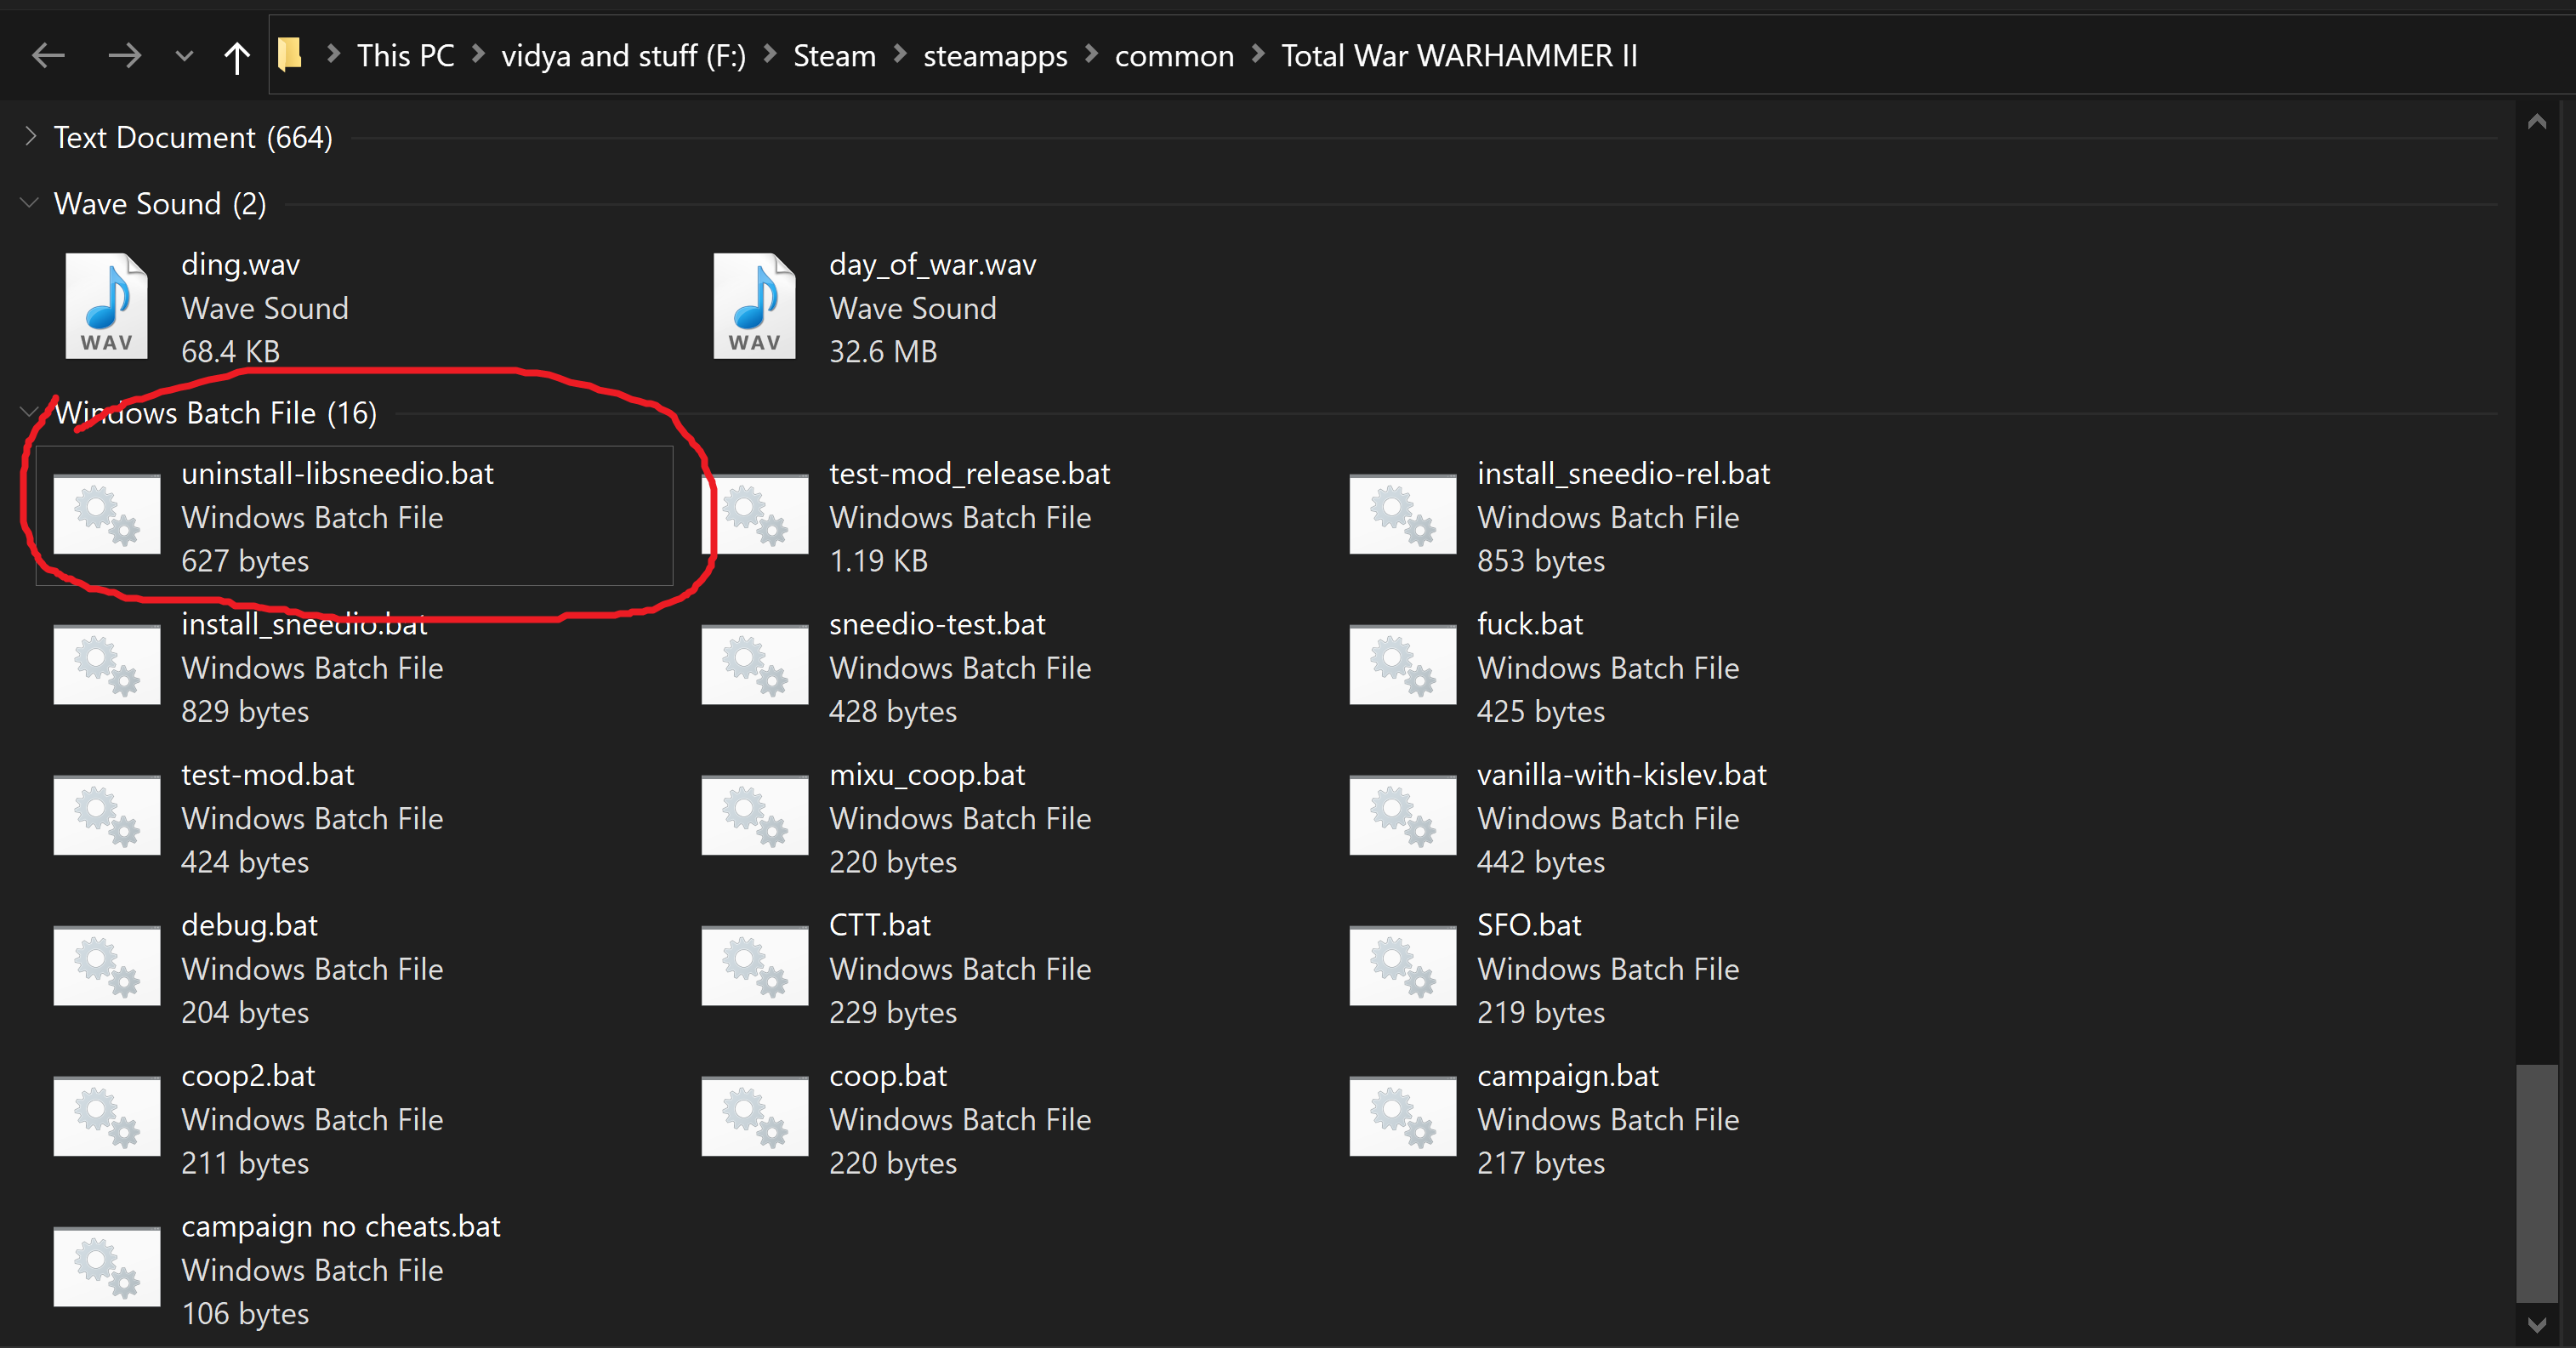 This PC > vidya and stuff (F:) > Steam > steamapps > common > Total War WARHAMMER II
Text Document (664)
Wave Sound (2)
ding.wav
Wave Sound
68.4 KB
WAV
day_of_war.wav
Wave Sound
32.6 MB
WAV
Windows Batch File (16)
uninstall-libsneedio.bat
Windows Batch File
627 bytes
test-mod_release.bat
Windows Batch File
1.19 KB
install_sneedio-rel.bat
Windows Batch File
853 bytes
install_sneedio.bat
Windows Batch File
829 bytes
sneedio-test.bat
Windows Batch File
428 bytes
fuck.bat
Windows Batch File
425 bytes
test-mod.bat
Windows Batch File
424 bytes
mixu_coop.bat
Windows Batch File
220 bytes
vanilla-with-kislev.bat
Windows Batch File
442 bytes
debug.bat
Windows Batch File
204 bytes
CTT.bat
Windows Batch File
229 bytes
SFO.bat
Windows Batch File
219 bytes
coop2.bat
Windows Batch File
211 bytes
coop.bat
Windows Batch File
220 bytes
campaign.bat
Windows Batch File
217 bytes
campaign no cheats.bat
Windows Batch File
106 bytes